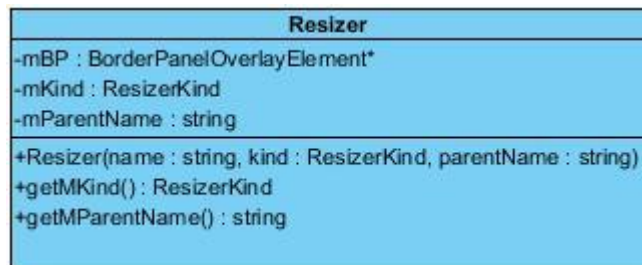 Resizer
-mBP : BorderPanelOverlayElement*
-mKind : ResizerKind
-mParentName : string
+Resizer(name : string, kind : ResizerKind, parentName : string)
+getMKind() : ResizerKind
+getMParentName() : string